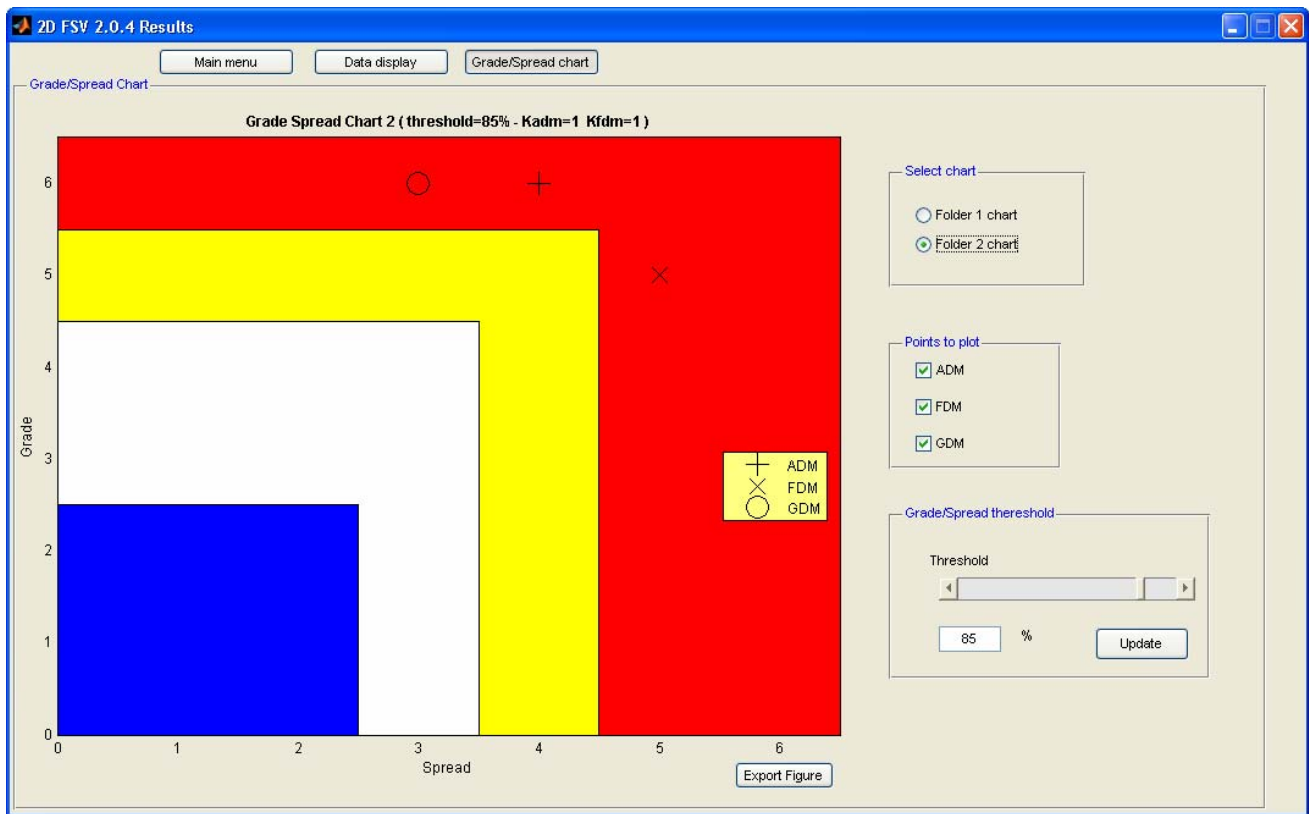 2D FSV 2.0.4 Results
Main menu
Data display
Grade/Spread chart
Grade/Spread Chart
Grade Spread Chart 2 ( threshold=85% - Kadm=1 Kfdm=1 )
6
5
4
3
2
1
0
Grade
0 1 2 3 4 5 6
Spread
ADM
FDM
GDM
Export Figure
Select chart
Folder 1 chart
Folder 2 chart
Points to plot
ADM
FDM
GDM
Grade/Spread thereshold
Threshold
85 %
Update